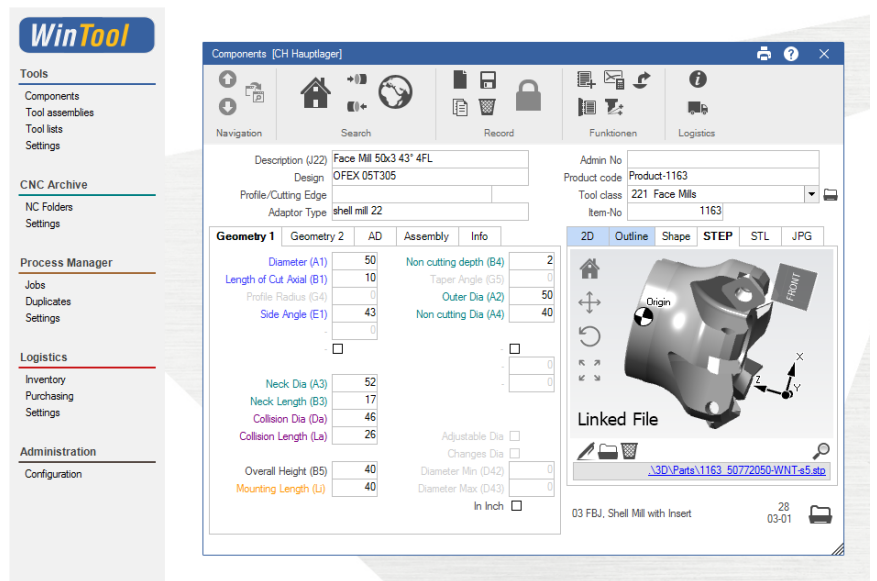 WinTool
Tools
Components
Tool assemblies
Tool lists
Settings
CNC Archive
NC Folders
Settings
Process Manager
Jobs
Duplicates
Settings
Logistics
Inventory
Purchasing
Settings
Administration
Configuration
Components [CH Hauptlager]
Navigation Search Record Funktionen Logistics
Description (J22) Face Mill 50x3 43° 4FL Admin No
Design OFEX 05T305 Product code Product-1163
Profile/Cutting Edge Tool class 221 Face Mills
Adaptor Type shell mill 22 Item-No 1163
Geometry 1 Geometry 2 AD Assembly Info 2D Outline Shape STEP STL JPG
Diameter (A1) 50 Non cutting depth (B4) 2
Length of Cut Axial (B1) 10 Taper Angle (G5) 0
Profile Radius (G4) 0 Outer Dia (A2) 50
Side Angle (E1) 43 Non cutting Dia (A4) 40
- 0
- -
- 0
Neck Dia (A3) 52 - 0
Neck Length (B3) 17
Collision Dia (Da) 46
Collision Length (La) 26 Adjustable Dia
Changes Dia
Overall Height (B5) 40 Diameter Min (D42) 0
Mounting Length (Li) 40 Diameter Max (D43) 0
In Inch
Origin
FRONT
X
Z Y
Linked File
.\3D\Parts\1163_50772050-WNT-s5.stp
03 FBJ, Shell Mill with Insert 28
03-01